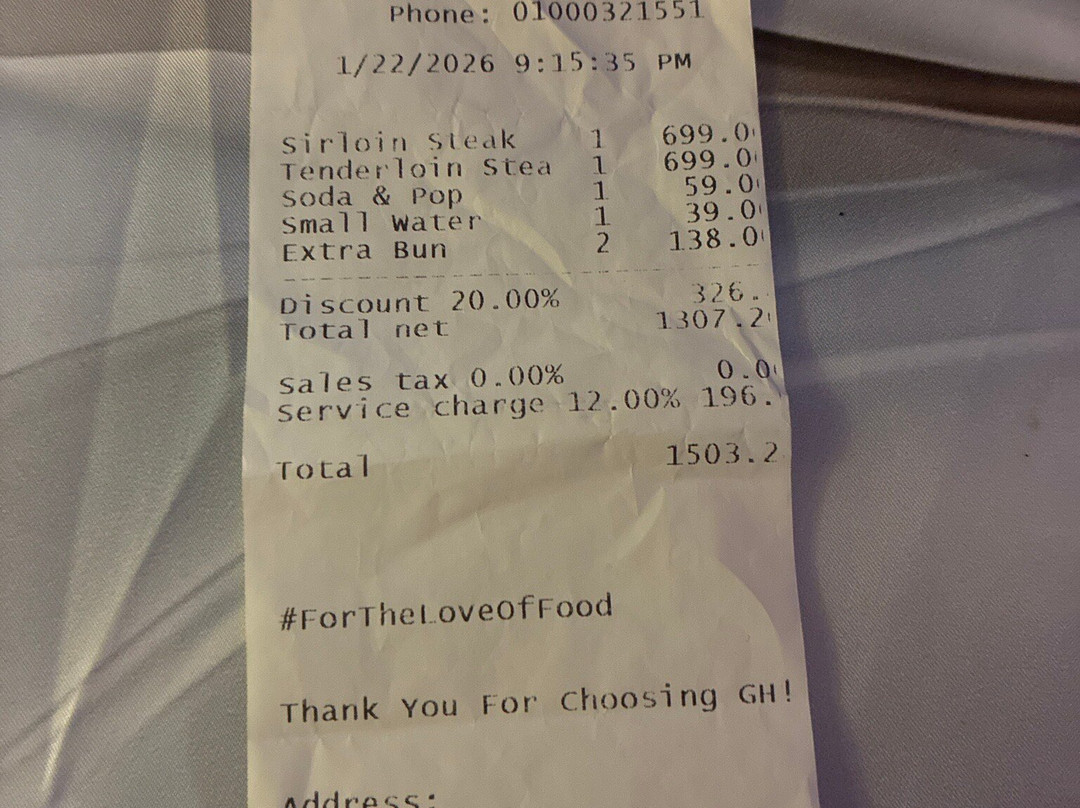 Phone: 01000321551
1/22/2026 9:15:35 PM
Sirloin Steak 1 699.0
Tenderloin Stea 1 699.0
Soda & Pop 1 59.0
Small Water 1 39.0
Extra Bun 2 138.0
Discount 20.00% 326.
Total net 1307.2
Sales tax 0.00% 0.0
Service charge 12.00% 196.
Total 1503.2
#ForTheLoveOfFood
Thank You For Choosing GH!
Address: